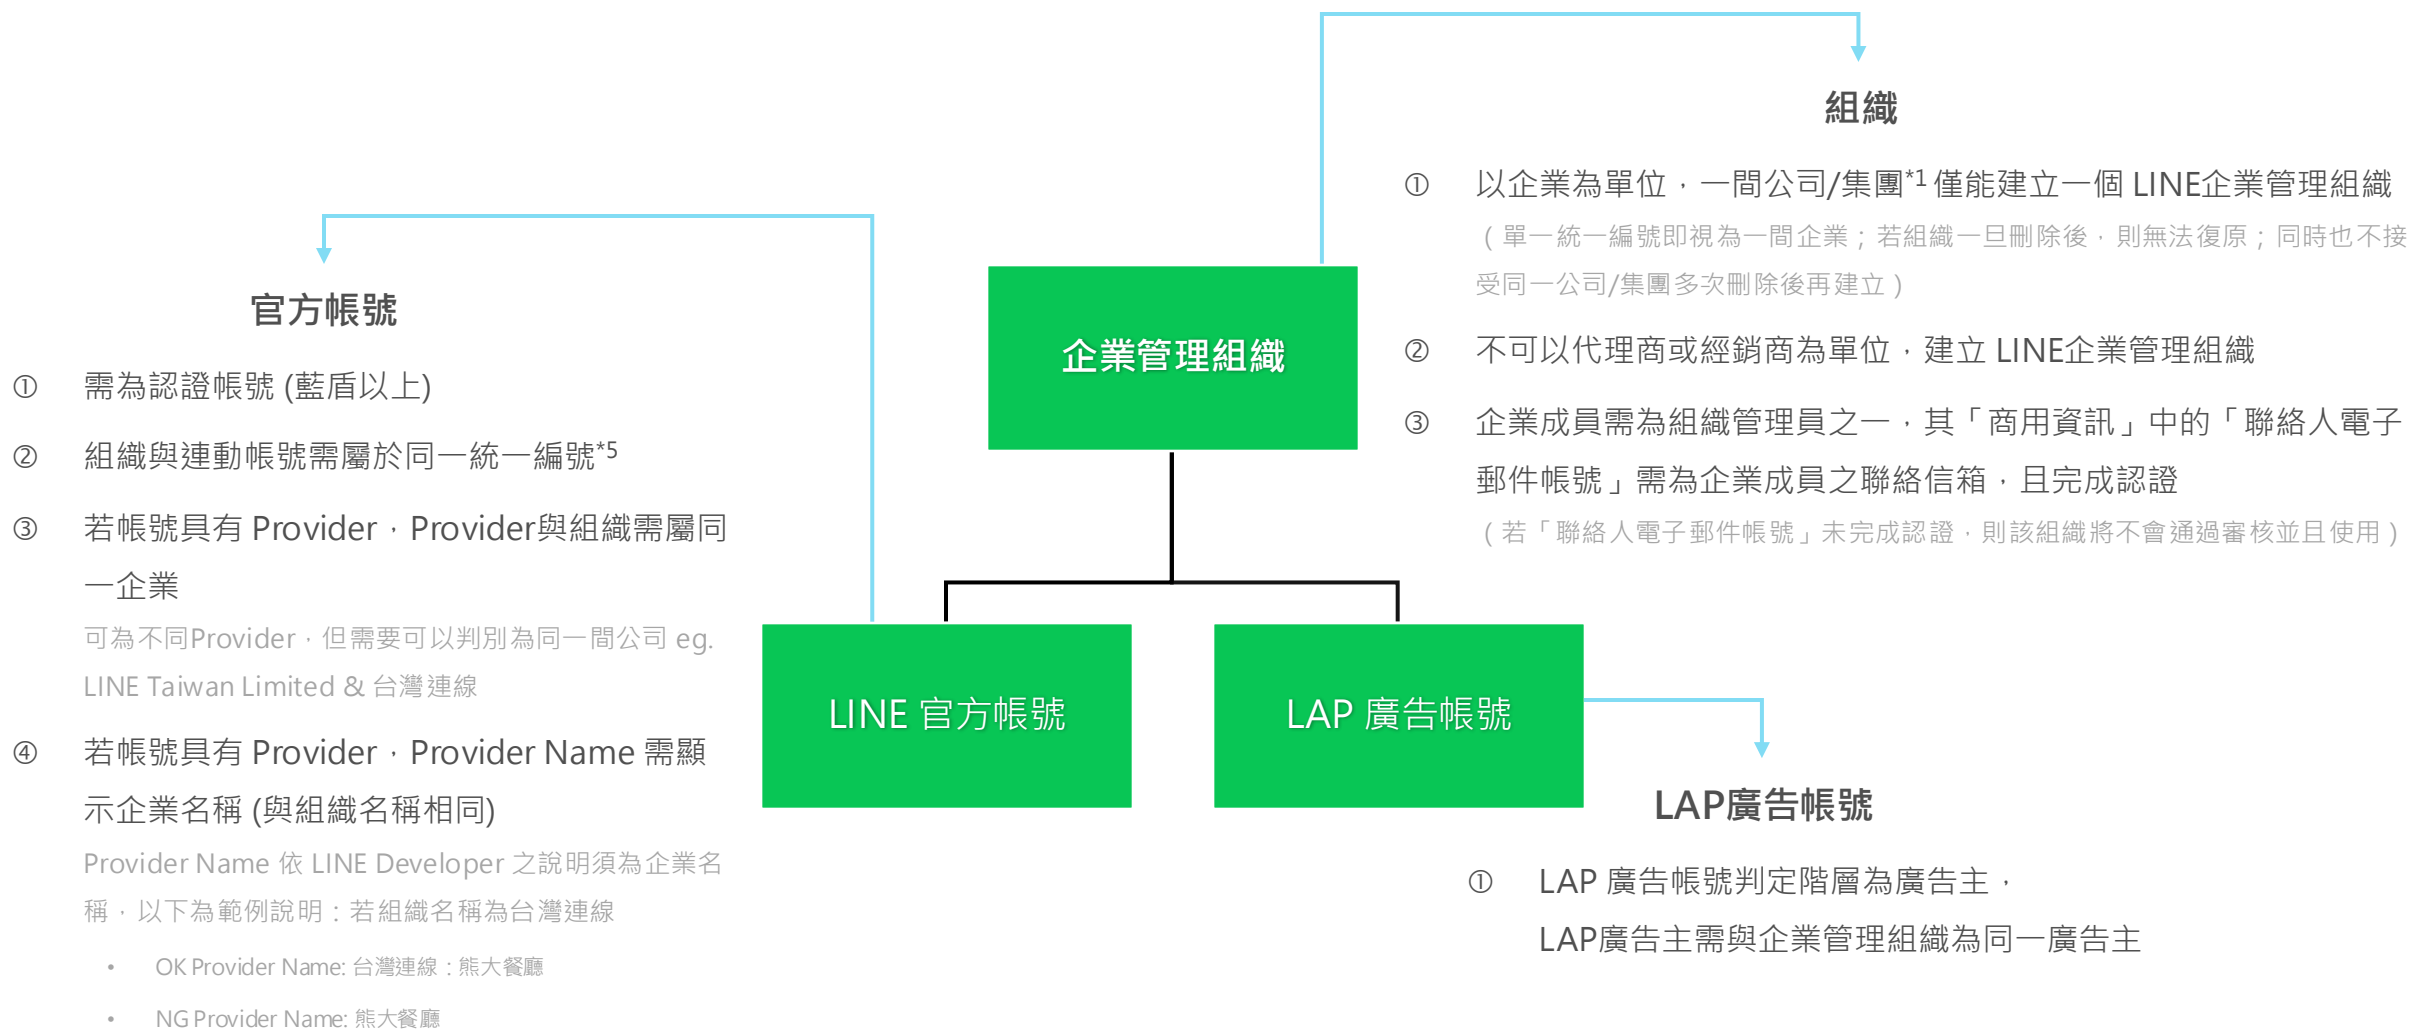 組織
① 以企業為單位，一間公司/集團*1 僅能建立一個 LINE企業管理組織
（單一統一編號即視為一間企業；若組織一旦刪除後，則無法復原；同時也不接
受同一公司/集團多次刪除後再建立）
② 不可以代理商或經銷商為單位，建立 LINE企業管理組織
③ 企業成員需為組織管理員之一，其「商用資訊」中的「聯絡人電子
郵件帳號」需為企業成員之聯絡信箱，且完成認證
（若「聯絡人電子郵件帳號」未完成認證，則該組織將不會通過審核並且使用）
官方帳號
① 需為認證帳號 (藍盾以上)
② 組織與連動帳號需屬於同一統一編號*5
③ 若帳號具有 Provider，Provider與組織需屬同
一企業
可為不同Provider，但需要可以判別為同一間公司 eg.
LINE Taiwan Limited & 台灣連線
④ 若帳號具有 Provider，Provider Name 需顯
示企業名稱 (與組織名稱相同)
Provider Name 依 LINE Developer 之說明須為企業名
稱，以下為範例說明：若組織名稱為台灣連線
• OK Provider Name: 台灣連線：熊大餐廳
• NG Provider Name: 熊大餐廳
企業管理組織
LINE 官方帳號
LAP 廣告帳號
LAP廣告帳號
① LAP 廣告帳號判定階層為廣告主，
LAP廣告主需與企業管理組織為同一廣告主